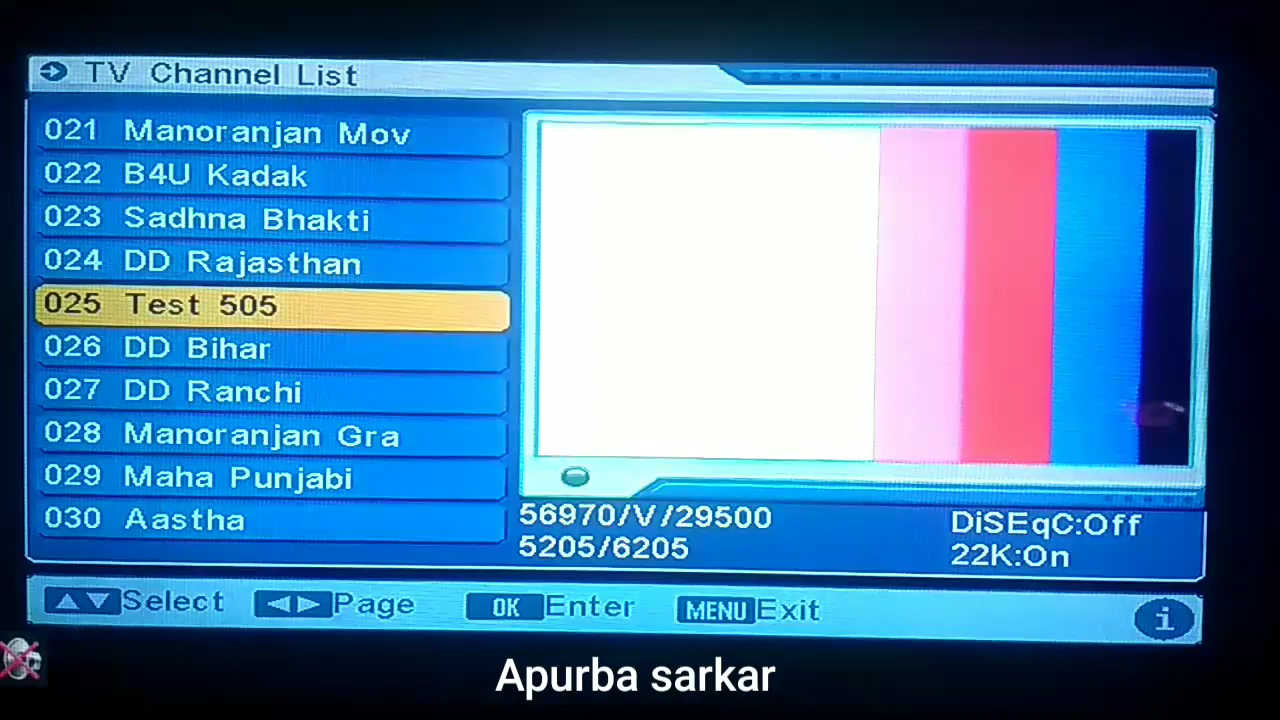 TV Channel List
021 Manoranjan Mov
022 B4U Kadak
023 Sadhna Bhakti
024 DD Rajasthan
025 Test 505
026 DD Bihar
027 DD Ranchi
028 Manoranjan Gra
029 Maha Punjabi
030 Aastha
56970/V/29500
5205/6205
DiSEqC:Off
22K:On
Select Page OK Enter MENU Exit i
Apurba sarkar